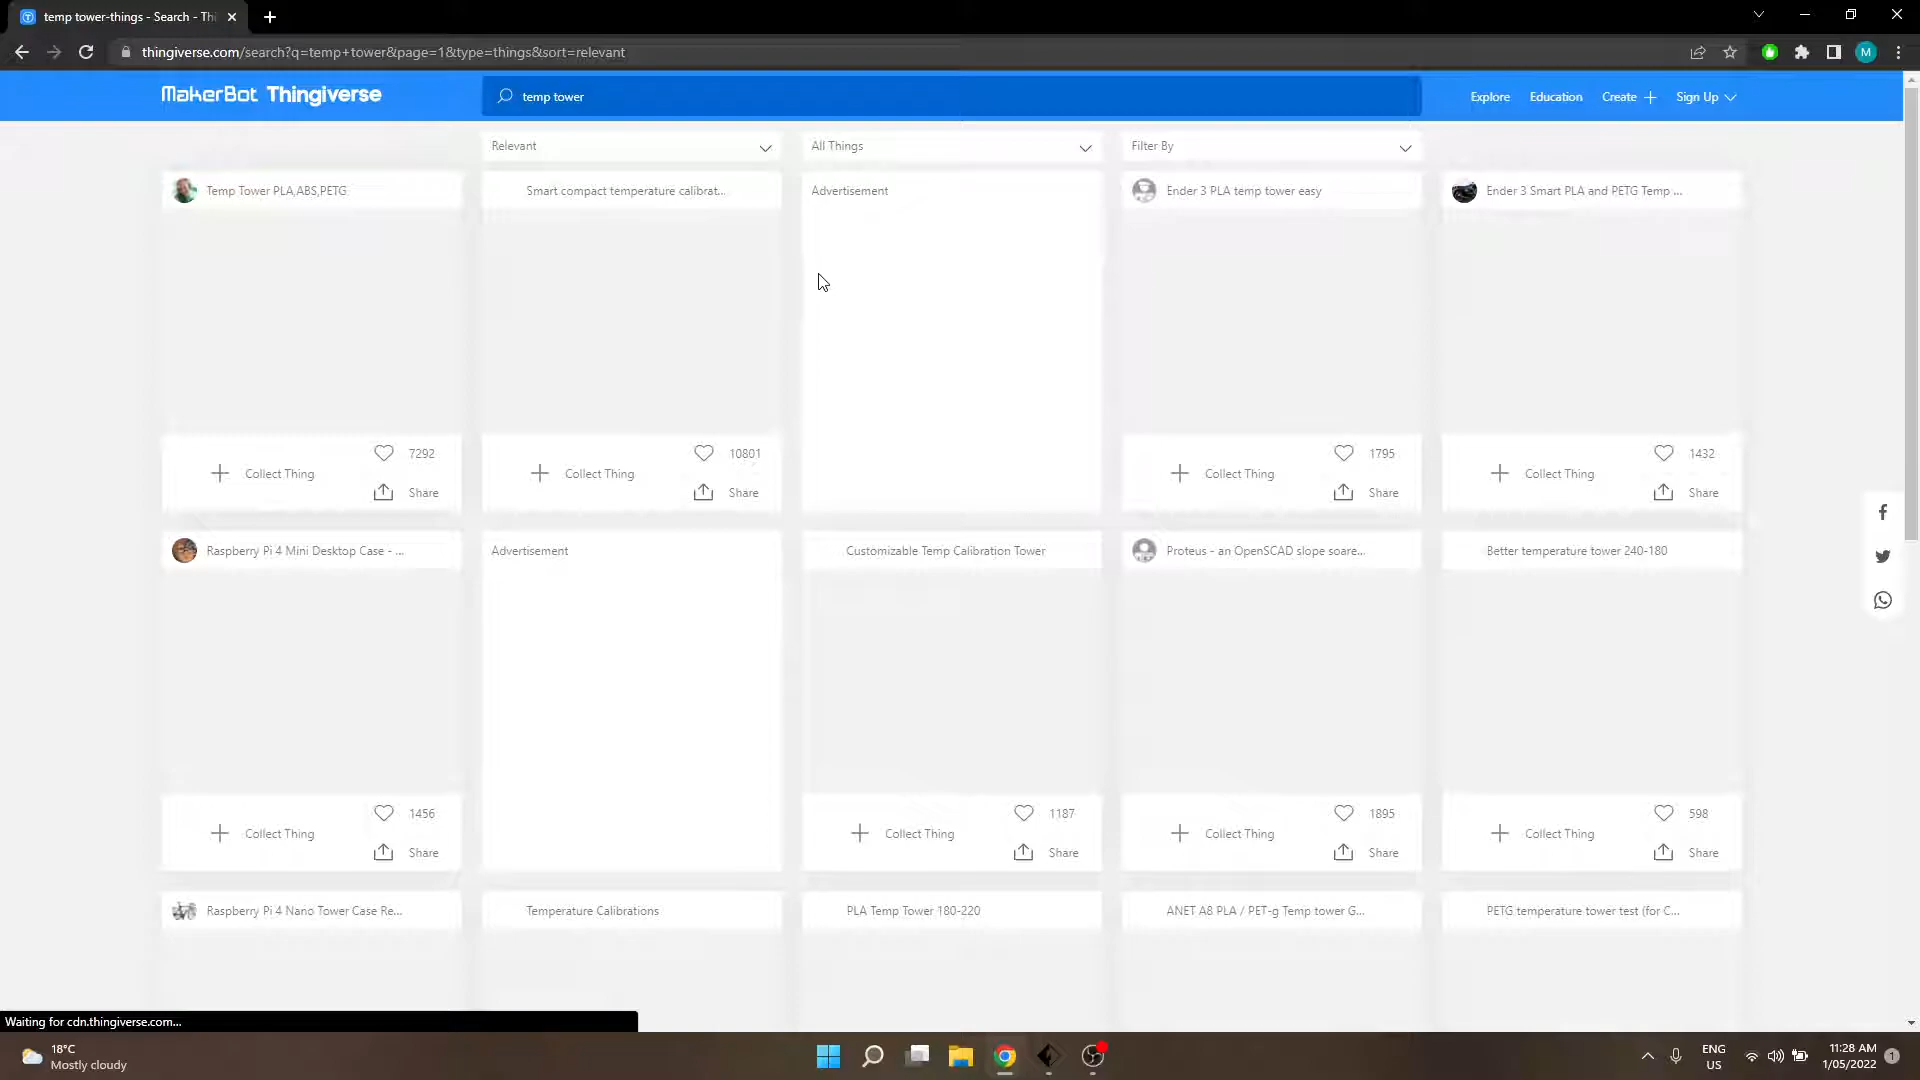 temp tower-things - Search - Thi
thingiverse.com/search?q=temp+tower&page=1&type=things&sort=relevant
M
MakerBot Thingiverse
temp tower
Explore
Education
Create
Sign Up
Relevant
All Things
Filter By
Temp Tower PLA,ABS,PETG
Smart compact temperature calibrat...
Advertisement
Ender 3 PLA temp tower easy
Ender 3 Smart PLA and PETG Temp ...
7292
Collect Thing
Share
10801
Collect Thing
Share
1795
Collect Thing
Share
1432
Collect Thing
Share
Raspberry Pi 4 Mini Desktop Case - ...
Advertisement
Customizable Temp Calibration Tower
Proteus - an OpenSCAD slope soare...
Better temperature tower 240-180
1456
Collect Thing
Share
1187
Collect Thing
Share
1895
Collect Thing
Share
598
Collect Thing
Share
Raspberry Pi 4 Nano Tower Case Re...
Temperature Calibrations
PLA Temp Tower 180-220
ANET A8 PLA / PET-g Temp tower G...
PETG temperature tower test (for C...
Waiting for cdn.thingiverse.com...
18°C
Mostly cloudy
ENG
US
11:28 AM
1/05/2022
1